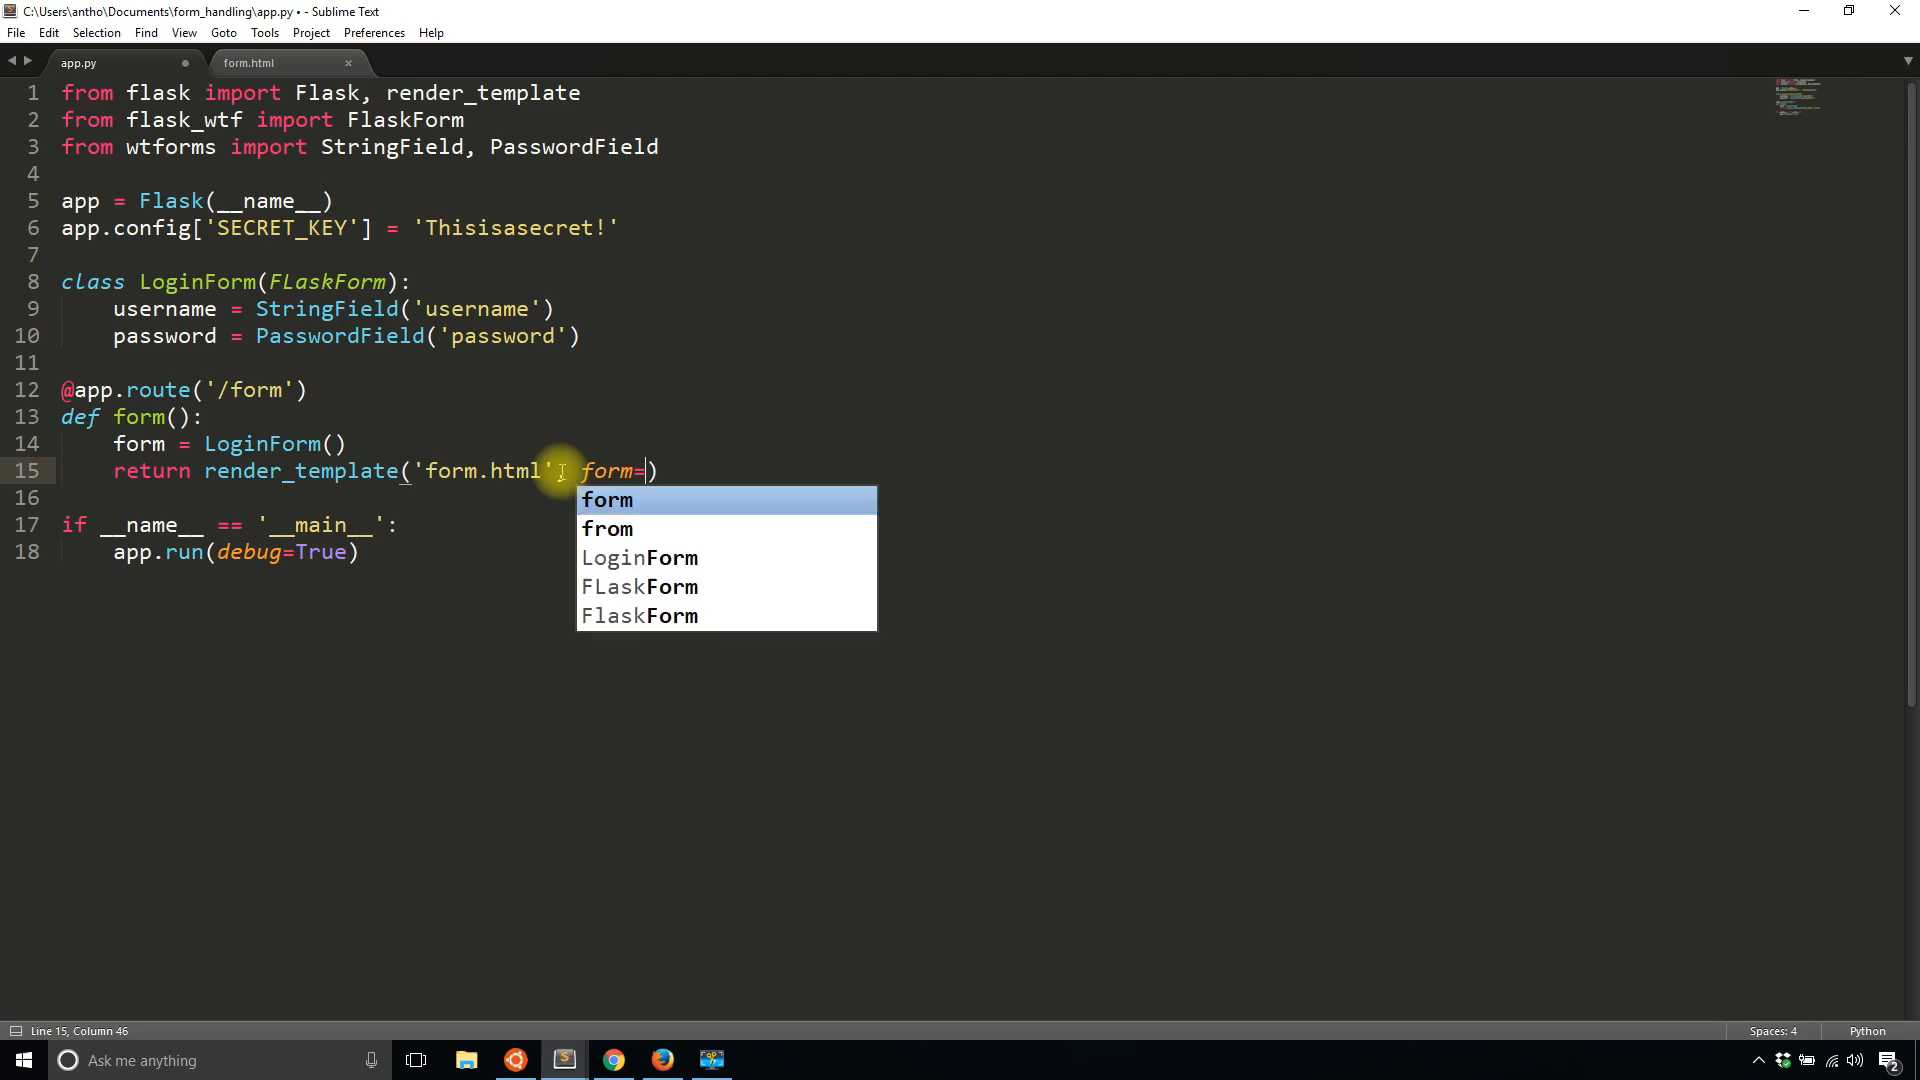 C:\Users\antho\Documents\form_handling\app.py • - Sublime Text
File Edit Selection Find View Goto Tools Project Preferences Help
app.py form.html
1 from flask import Flask, render_template
2 from flask_wtf import FlaskForm
3 from wtforms import StringField, PasswordField
4
5 app = Flask(__name__)
6 app.config['SECRET_KEY'] = 'Thisisasecret!'
7
8 class LoginForm(FLaskForm):
9 username = StringField('username')
10 password = PasswordField('password')
11
12 @app.route('/form')
13 def form():
14 form = LoginForm()
15 return render_template('form.html', form=)
16
form
17 if __name__ == '__main__':
from
18 app.run(debug=True)
LoginForm
FLaskForm
FlaskForm
Line 15, Column 46 Spaces: 4 Python
Ask me anything 2